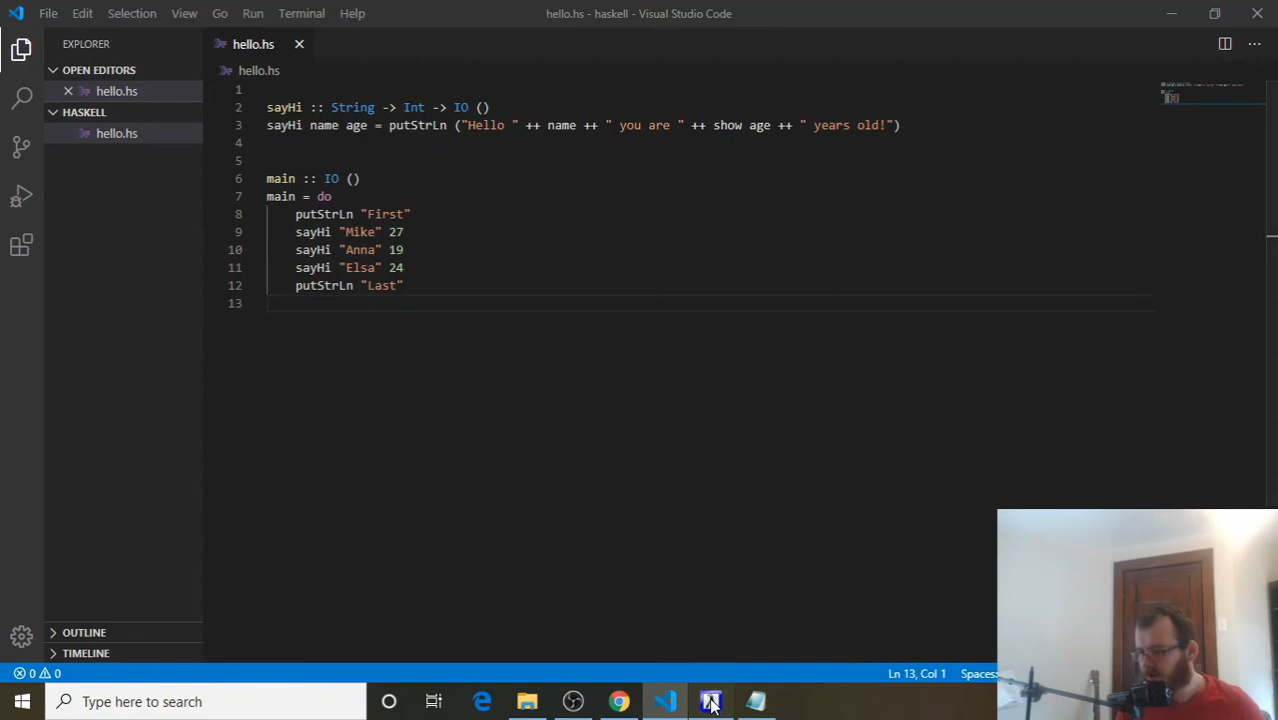 File Edit Selection View Go Run Terminal Help hello.hs - haskell - Visual Studio Code
EXPLORER
OPEN EDITORS
hello.hs
HASKELL
hello.hs
OUTLINE
TIMELINE
hello.hs
hello.hs
1
2 sayHi :: String -> Int -> IO ()
3 sayHi name age = putStrLn ("Hello " ++ name ++ " you are " ++ show age ++ " years old!")
4
5
6 main :: IO ()
7 main = do
8 putStrLn "First"
9 sayHi "Mike" 27
10 sayHi "Anna" 19
11 sayHi "Elsa" 24
12 putStrLn "Last"
13
0 0 Ln 13, Col 1 Spaces:
Type here to search